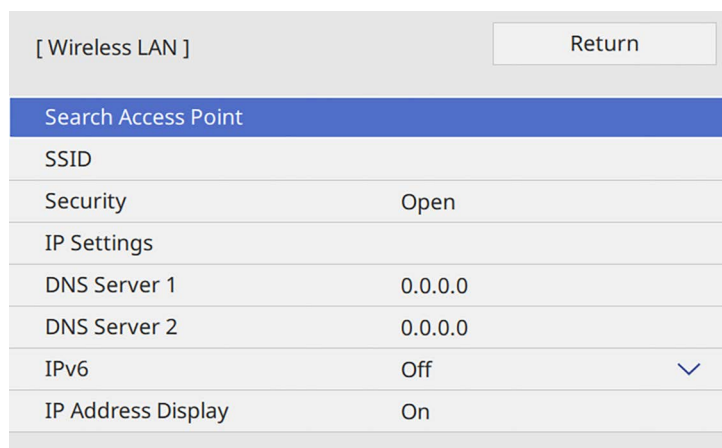 [ Wireless LAN ] Return
Search Access Point
SSID
Security Open
IP Settings
DNS Server 1 0.0.0.0
DNS Server 2 0.0.0.0
IPv6 Off
IP Address Display On